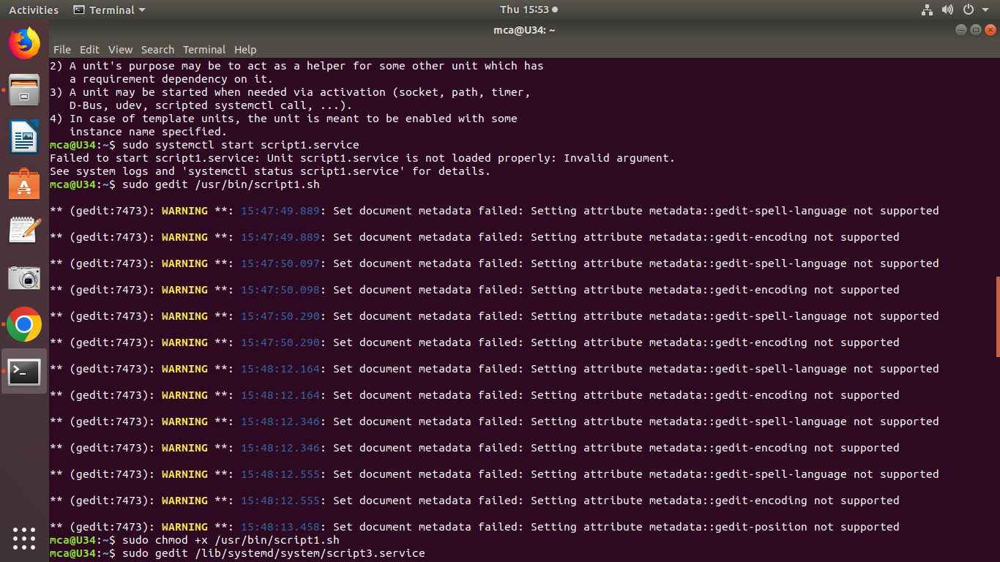 Activities Terminal Thu 15:53
mca@U34: ~
File Edit View Search Terminal Help
2) A unit's purpose may be to act as a helper for some other unit which has
a requirement dependency on it.
3) A unit may be started when needed via activation (socket, path, timer,
D-Bus, udev, scripted systemctl call, ...).
4) In case of template units, the unit is meant to be enabled with some
instance name specified.
mca@U34:~$ sudo systemctl start script1.service
Failed to start script1.service: Unit script1.service is not loaded properly: Invalid argument.
See system logs and 'systemctl status script1.service' for details.
mca@U34:~$ sudo gedit /usr/bin/script1.sh
** (gedit:7473): WARNING **: 15:47:49.889: Set document metadata failed: Setting attribute metadata::gedit-spell-language not supported
** (gedit:7473): WARNING **: 15:47:49.889: Set document metadata failed: Setting attribute metadata::gedit-encoding not supported
** (gedit:7473): WARNING **: 15:47:50.097: Set document metadata failed: Setting attribute metadata::gedit-spell-language not supported
** (gedit:7473): WARNING **: 15:47:50.098: Set document metadata failed: Setting attribute metadata::gedit-encoding not supported
** (gedit:7473): WARNING **: 15:47:50.290: Set document metadata failed: Setting attribute metadata::gedit-spell-language not supported
** (gedit:7473): WARNING **: 15:47:50.290: Set document metadata failed: Setting attribute metadata::gedit-encoding not supported
** (gedit:7473): WARNING **: 15:48:12.164: Set document metadata failed: Setting attribute metadata::gedit-spell-language not supported
** (gedit:7473): WARNING **: 15:48:12.164: Set document metadata failed: Setting attribute metadata::gedit-encoding not supported
** (gedit:7473): WARNING **: 15:48:12.346: Set document metadata failed: Setting attribute metadata::gedit-spell-language not supported
** (gedit:7473): WARNING **: 15:48:12.346: Set document metadata failed: Setting attribute metadata::gedit-encoding not supported
** (gedit:7473): WARNING **: 15:48:12.555: Set document metadata failed: Setting attribute metadata::gedit-spell-language not supported
** (gedit:7473): WARNING **: 15:48:12.555: Set document metadata failed: Setting attribute metadata::gedit-encoding not supported
** (gedit:7473): WARNING **: 15:48:13.458: Set document metadata failed: Setting attribute metadata::gedit-position not supported
mca@U34:~$ sudo chmod +x /usr/bin/script1.sh
mca@U34:~$ sudo gedit /lib/systemd/system/script3.service